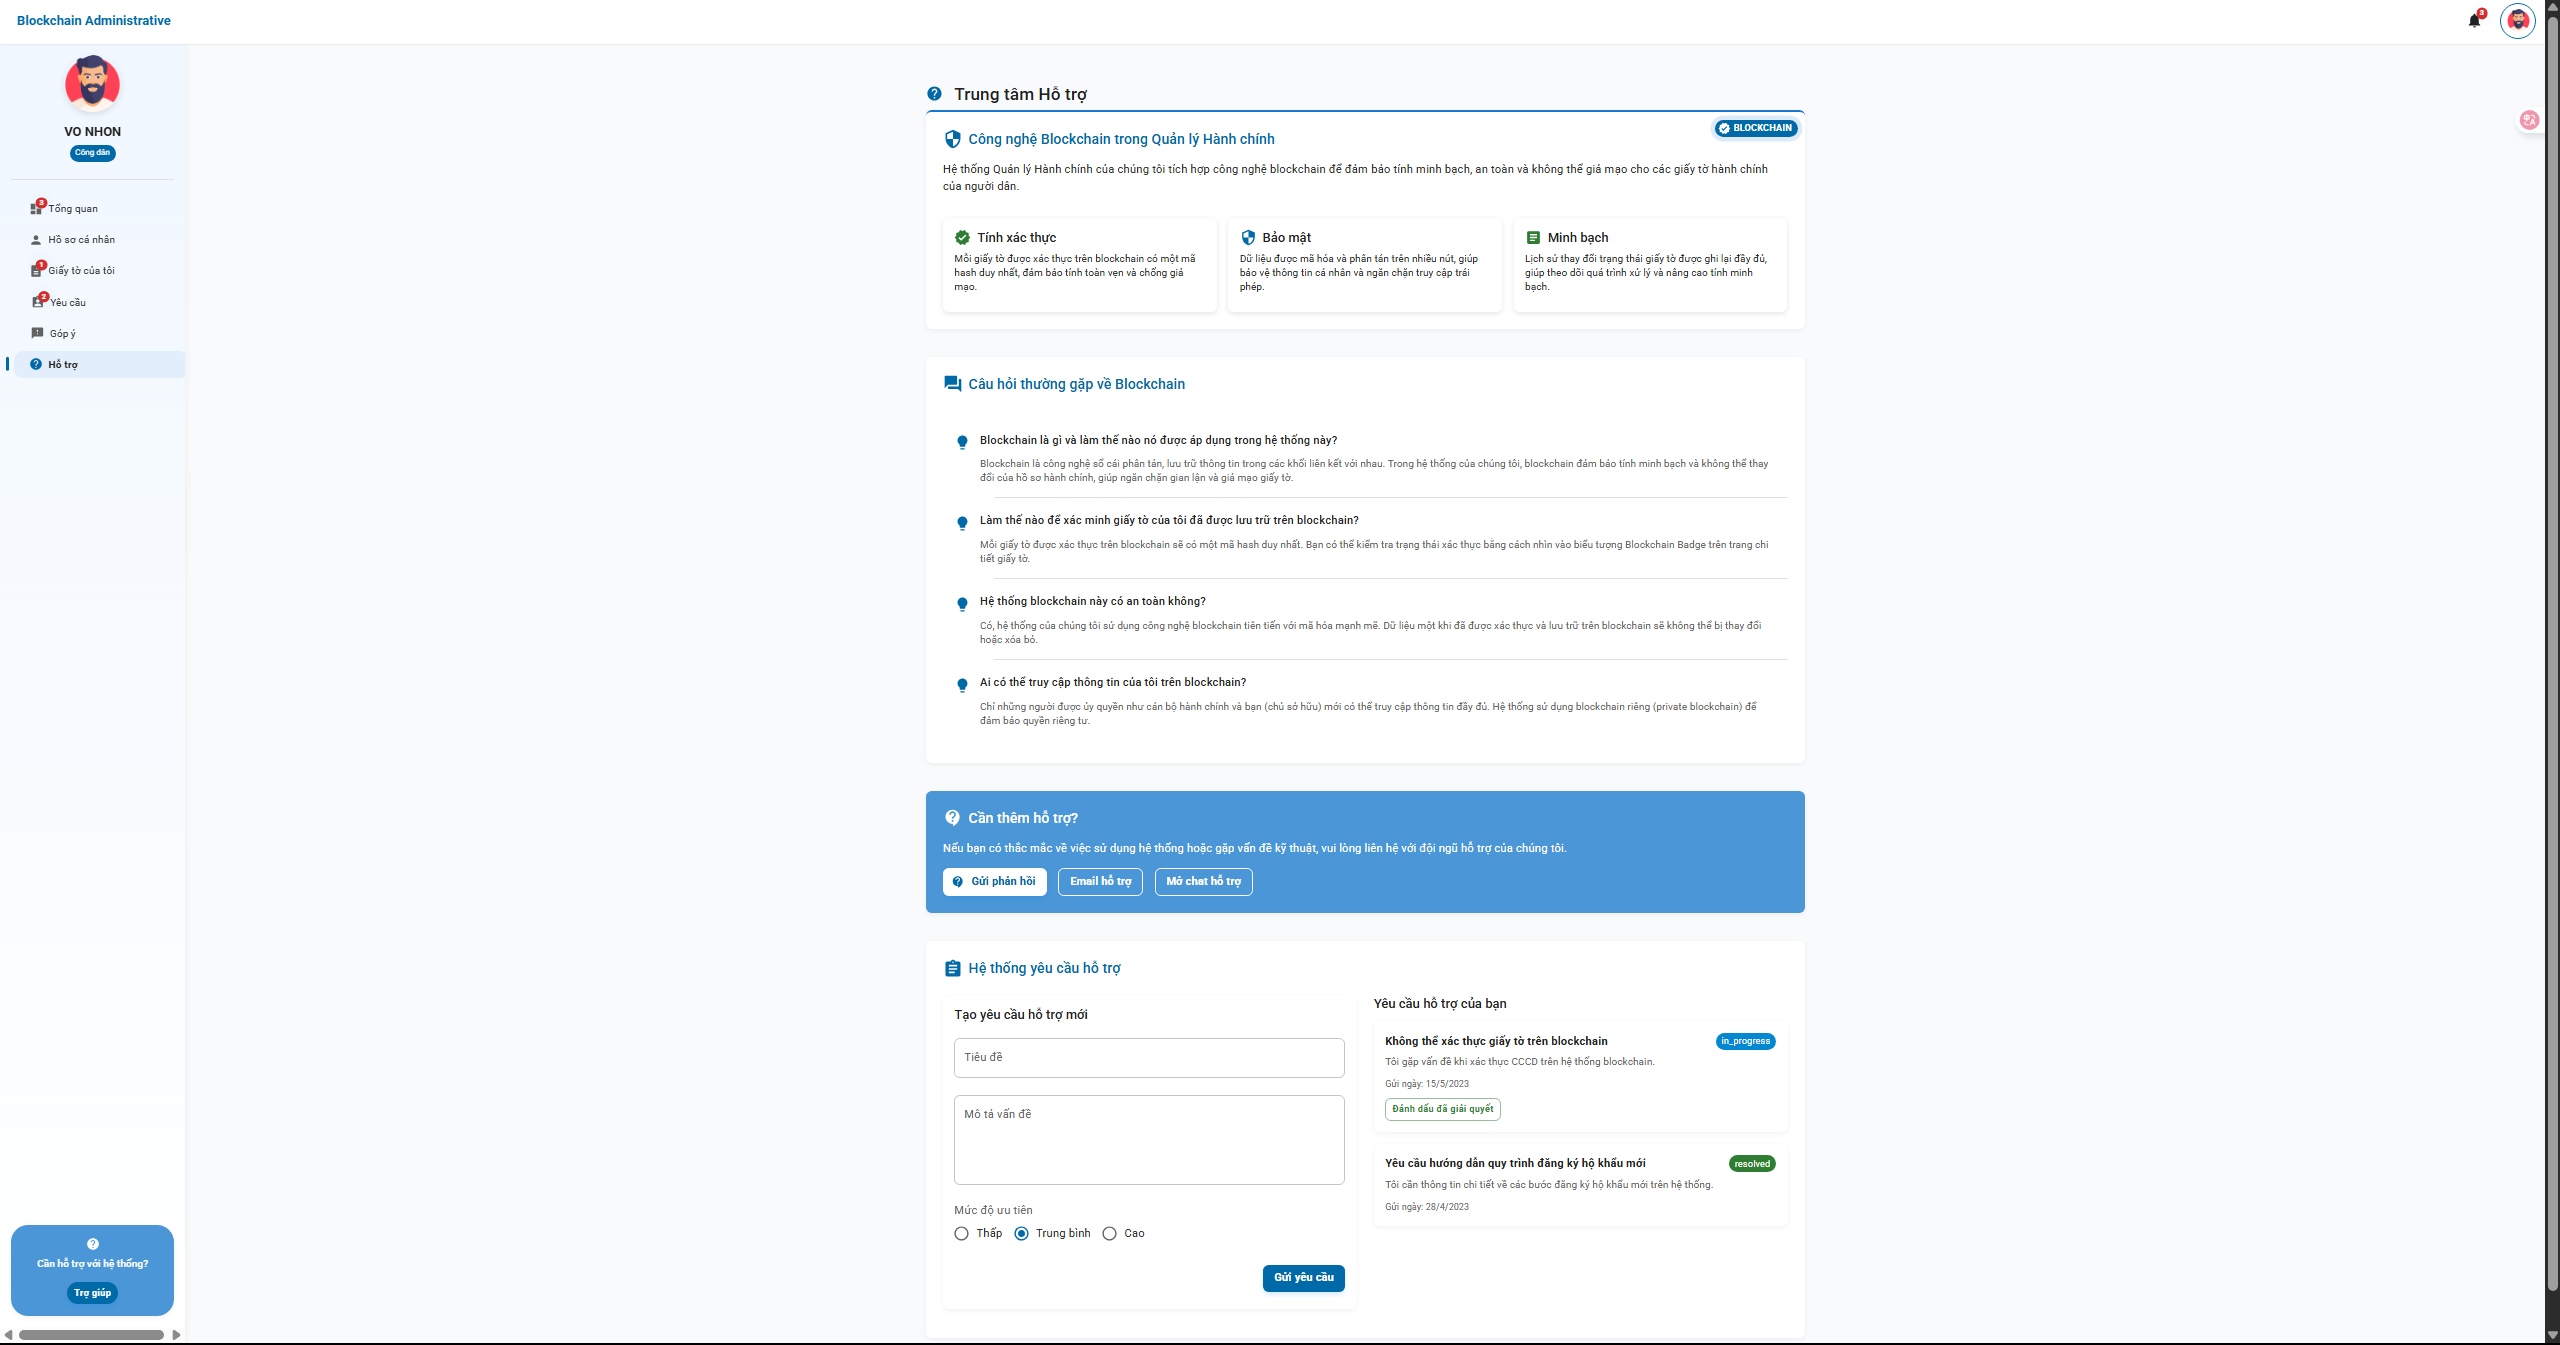 Blockchain Administrative
3
VO NHON
Công dân
3
Tổng quan
Hồ sơ cá nhân
1
Giấy tờ của tôi
2
Yêu cầu
Góp ý
Hỗ trợ
Cần hỗ trợ với hệ thống?
Trợ giúp
Trung tâm Hỗ trợ
Công nghệ Blockchain trong Quản lý Hành chính
BLOCKCHAIN
Hệ thống Quản lý Hành chính của chúng tôi tích hợp công nghệ blockchain để đảm bảo tính minh bạch, an toàn và không thể giả mạo cho các giấy tờ hành chính
của người dân.
Tính xác thực
Mỗi giấy tờ được xác thực trên blockchain có một mã
hash duy nhất, đảm bảo tính toàn vẹn và chống giả
mạo.
Bảo mật
Dữ liệu được mã hóa và phân tán trên nhiều nút, giúp
bảo vệ thông tin cá nhân và ngăn chặn truy cập trái
phép.
Minh bạch
Lịch sử thay đổi trạng thái giấy tờ được ghi lại đầy đủ,
giúp theo dõi quá trình xử lý và nâng cao tính minh
bạch.
Câu hỏi thường gặp về Blockchain
Blockchain là gì và làm thế nào nó được áp dụng trong hệ thống này?
Blockchain là công nghệ sổ cái phân tán, lưu trữ thông tin trong các khối liên kết với nhau. Trong hệ thống của chúng tôi, blockchain đảm bảo tính minh bạch và không thể thay
đổi của hồ sơ hành chính, giúp ngăn chặn gian lận và giả mạo giấy tờ.
Làm thế nào để xác minh giấy tờ của tôi đã được lưu trữ trên blockchain?
Mỗi giấy tờ được xác thực trên blockchain sẽ có một mã hash duy nhất. Bạn có thể kiểm tra trạng thái xác thực bằng cách nhìn vào biểu tượng Blockchain Badge trên trang chi
tiết giấy tờ.
Hệ thống blockchain này có an toàn không?
Có, hệ thống của chúng tôi sử dụng công nghệ blockchain tiên tiến với mã hóa mạnh mẽ. Dữ liệu một khi đã được xác thực và lưu trữ trên blockchain sẽ không thể bị thay đổi
hoặc xóa bỏ.
Ai có thể truy cập thông tin của tôi trên blockchain?
Chỉ những người được ủy quyền như cán bộ hành chính và bạn (chủ sở hữu) mới có thể truy cập thông tin đầy đủ. Hệ thống sử dụng blockchain riêng (private blockchain) để
đảm bảo quyền riêng tư.
Cần thêm hỗ trợ?
Nếu bạn có thắc mắc về việc sử dụng hệ thống hoặc gặp vấn đề kỹ thuật, vui lòng liên hệ với đội ngũ hỗ trợ của chúng tôi.
Gửi phản hồi
Email hỗ trợ
Mở chat hỗ trợ
Hệ thống yêu cầu hỗ trợ
Tạo yêu cầu hỗ trợ mới
Tiêu đề
Mô tả vấn đề
Mức độ ưu tiên
Thấp
Trung bình
Cao
Gửi yêu cầu
Yêu cầu hỗ trợ của bạn
Không thể xác thực giấy tờ trên blockchain
in_progress
Tôi gặp vấn đề khi xác thực CCCD trên hệ thống blockchain.
Gửi ngày: 15/5/2023
Đánh dấu đã giải quyết
Yêu cầu hướng dẫn quy trình đăng ký hộ khẩu mới
resolved
Tôi cần thông tin chi tiết về các bước đăng ký hộ khẩu mới trên hệ thống.
Gửi ngày: 28/4/2023